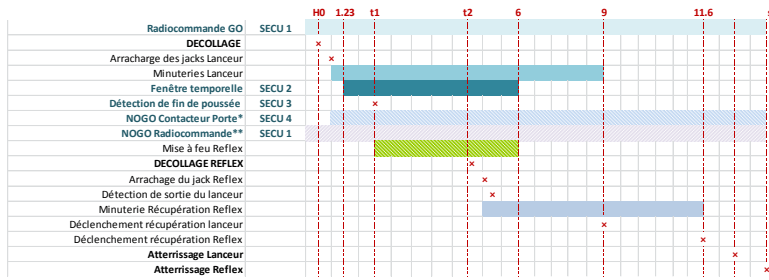 H0 1.23 t1 t2 6 9 11.6
Radiocommande GO SECU 1
DECOLLAGE
Arracharge des jacks Lanceur
Minuteries Lanceur
Fenêtre temporelle SECU 2
Détection de fin de poussée SECU 3
NOGO Contacteur Porte* SECU 4
NOGO Radiocommande** SECU 1
Mise à feu Reflex
DECOLLAGE REFLEX
Arrachage du jack Reflex
Détection de sortie du lanceur
Minuterie Récupération Reflex
Déclenchement récupération lanceur
Déclenchement récupération Reflex
Atterrissage Lanceur
Atterrissage Reflex